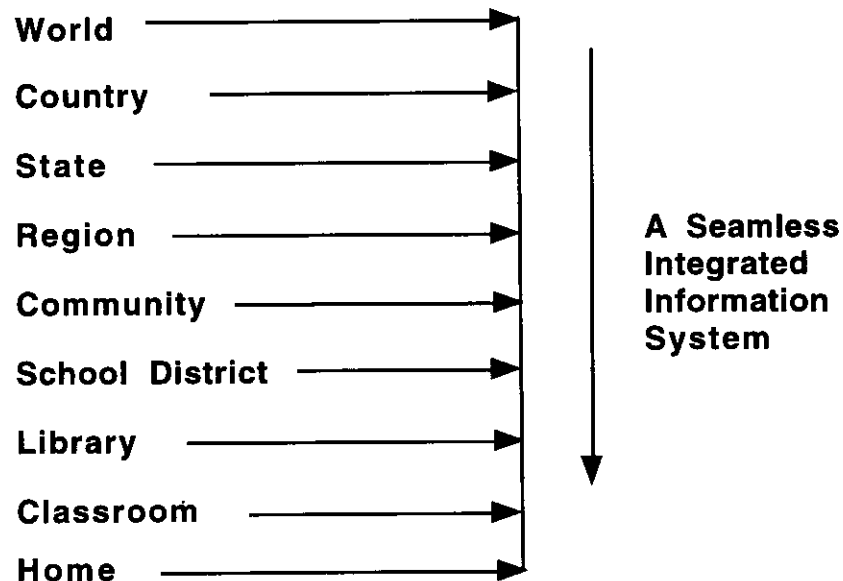 World
Country
State
Region
Community
School District
Library
Classroom
Home
A Seamless
Integrated
Information
System